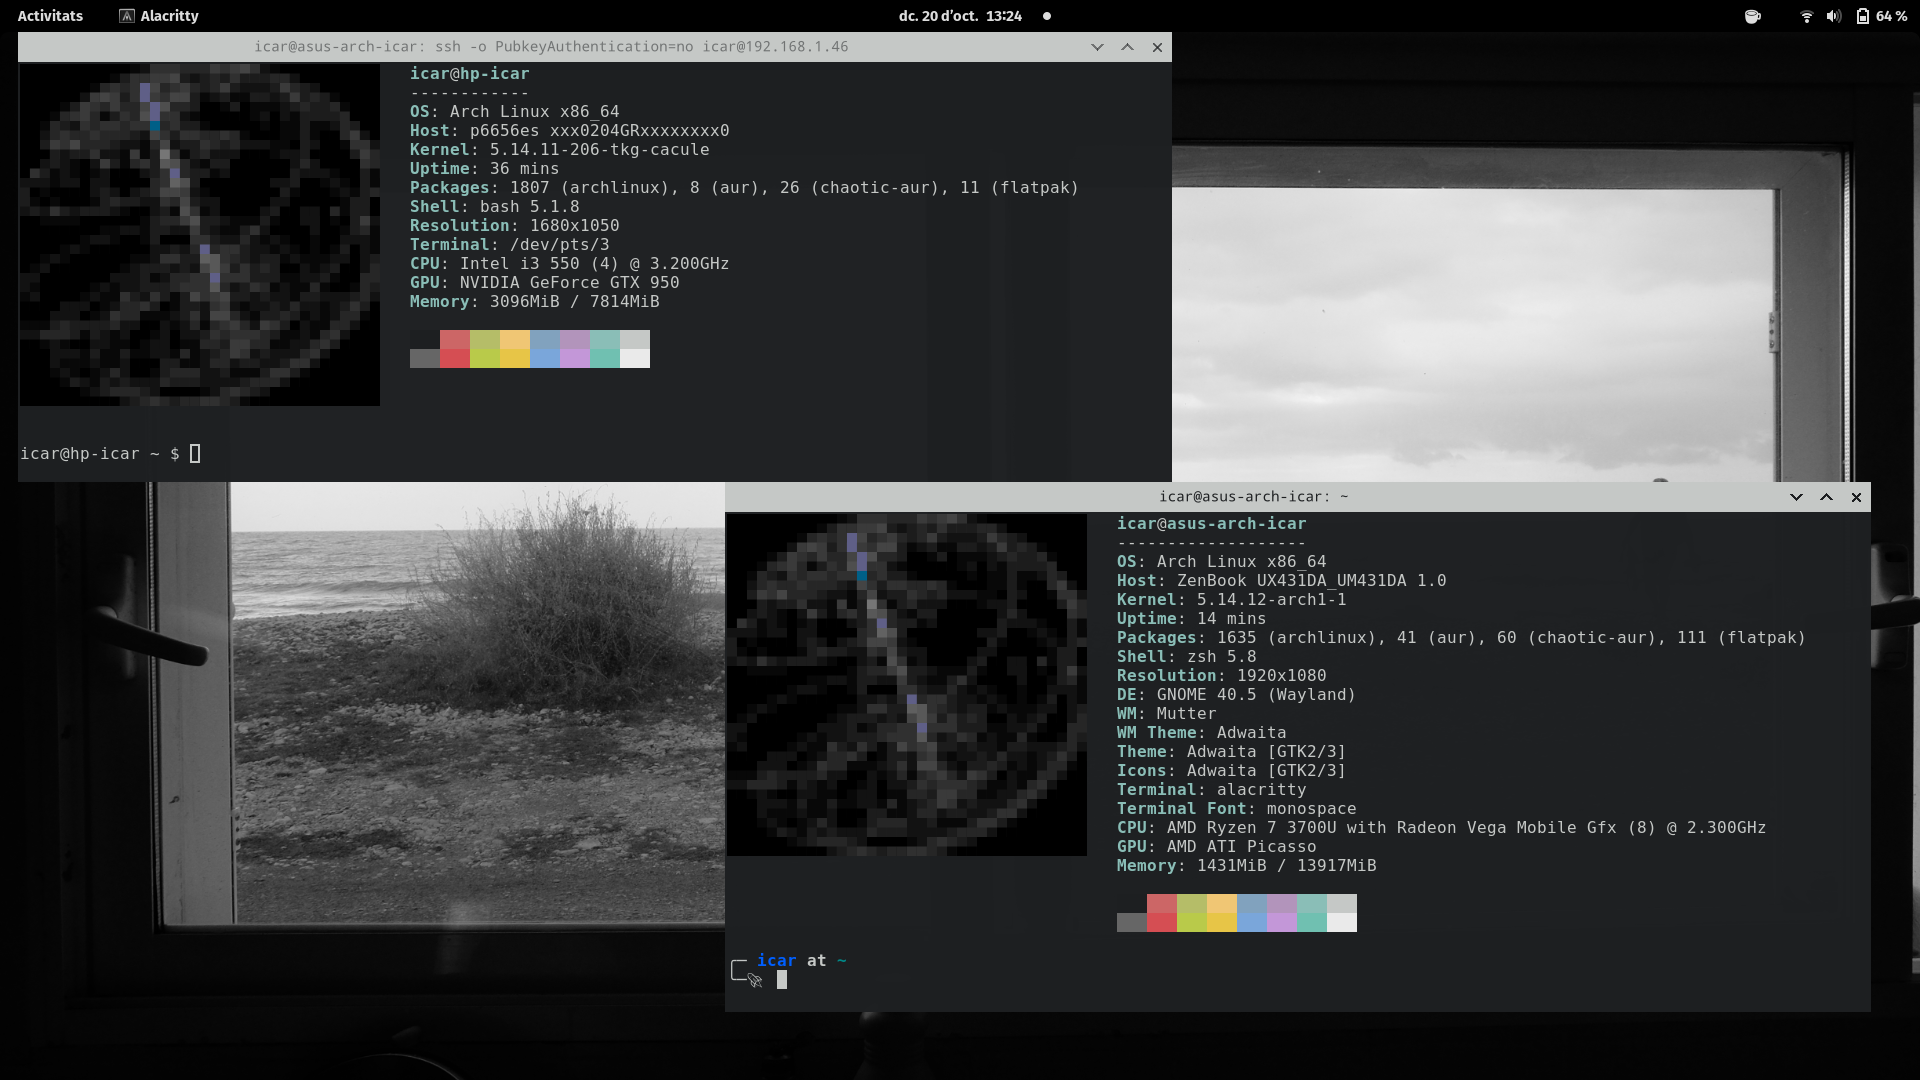 Activitats
Alacritty
dc. 20 d’oct. 13:24
64 %
icar@asus-arch-icar: ssh -o PubkeyAuthentication=no icar@192.168.1.46
icar@hp-icar
------------
OS: Arch Linux x86_64
Host: p6656es xxx0204GRxxxxxxxx0
Kernel: 5.14.11-206-tkg-cacule
Uptime: 36 mins
Packages: 1807 (archlinux), 8 (aur), 26 (chaotic-aur), 11 (flatpak)
Shell: bash 5.1.8
Resolution: 1680x1050
Terminal: /dev/pts/3
CPU: Intel i3 550 (4) @ 3.200GHz
GPU: NVIDIA GeForce GTX 950
Memory: 3096MiB / 7814MiB
icar@hp-icar ~ $
icar@asus-arch-icar: ~
icar@asus-arch-icar
-------------------
OS: Arch Linux x86_64
Host: ZenBook UX431DA_UM431DA 1.0
Kernel: 5.14.12-arch1-1
Uptime: 14 mins
Packages: 1635 (archlinux), 41 (aur), 60 (chaotic-aur), 111 (flatpak)
Shell: zsh 5.8
Resolution: 1920x1080
DE: GNOME 40.5 (Wayland)
WM: Mutter
WM Theme: Adwaita
Theme: Adwaita [GTK2/3]
Icons: Adwaita [GTK2/3]
Terminal: alacritty
Terminal Font: monospace
CPU: AMD Ryzen 7 3700U with Radeon Vega Mobile Gfx (8) @ 2.300GHz
GPU: AMD ATI Picasso
Memory: 1431MiB / 13917MiB
icar at ~